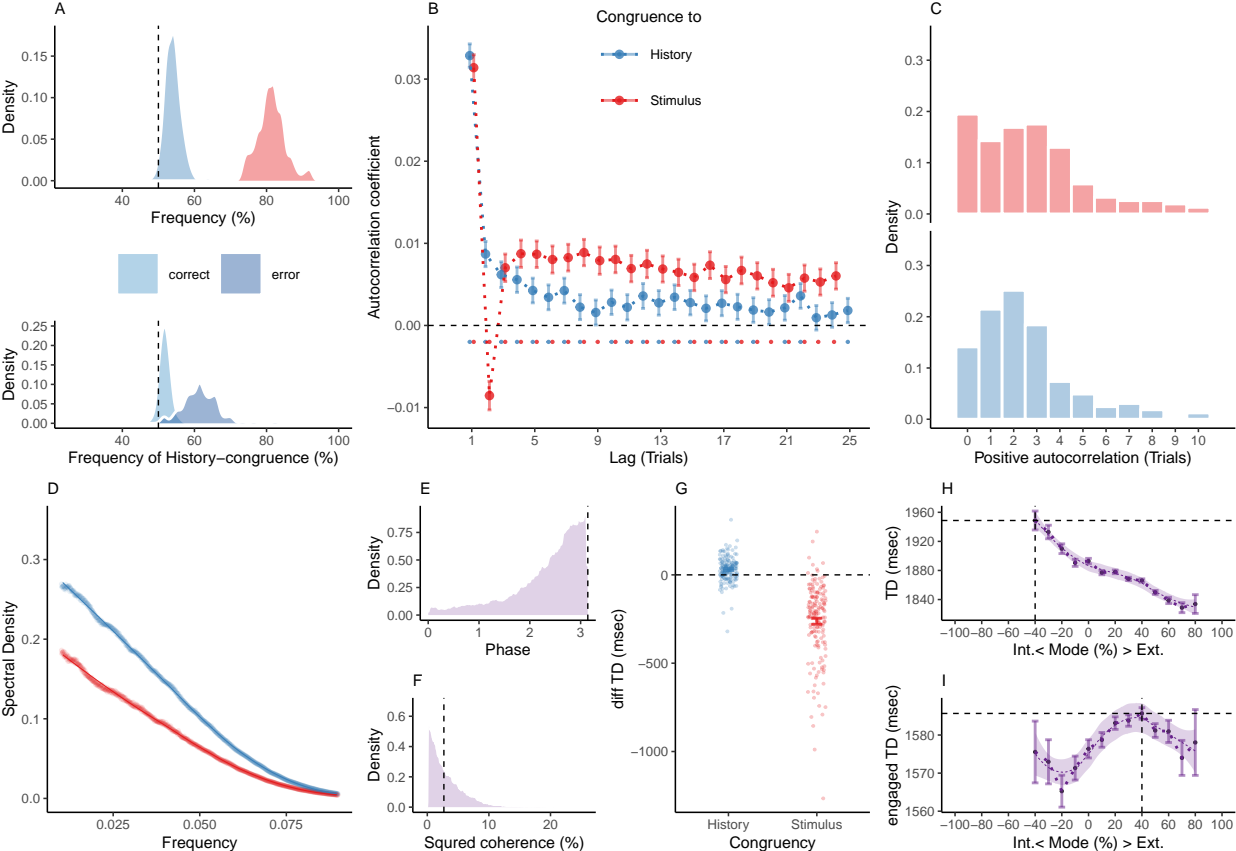 A
Density
0.15
0.10
0.05
0.00
40
60
80
100
Frequency (%)
correct
error
Density
0.25
0.20
0.15
0.10
0.05
0.00
40
60
80
100
Frequency of History−congruence (%)
B
Congruence to
History
Stimulus
Autocorrelation coefficient
0.03
0.02
0.01
0.00
−0.01
1
5
9
13
17
21
25
Lag (Trials)
C
Density
0.3
0.2
0.1
0.0
0.3
0.2
0.1
0.0
0
1
2
3
4
5
6
7
8
9
10
Positive autocorrelation (Trials)
D
Spectral Density
0.3
0.2
0.1
0.0
0.025
0.050
0.075
Frequency
E
Density
0.75
0.50
0.25
0.00
0
1
2
3
Phase
F
Density
0.6
0.4
0.2
0.0
0
10
20
Squred coherence (%)
G
diff TD (msec)
0
−500
−1000
History
Stimulus
Congruency
H
TD (msec)
1960
1920
1880
1840
−100
−80
−60
−40
−20
0
20
40
60
80
100
Int.< Mode (%) > Ext.
I
engaged TD (msec)
1580
1570
1560
−100
−80
−60
−40
−20
0
20
40
60
80
100
Int.< Mode (%) > Ext.